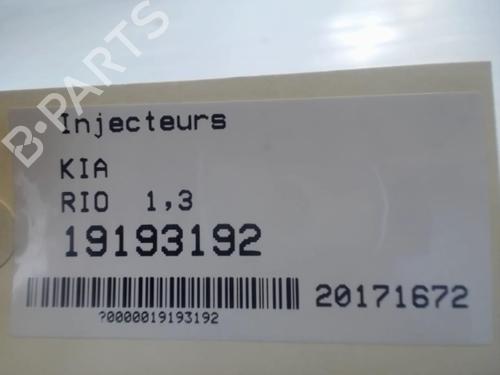 B-PARTS
Injecteurs
KIA
RIO 1,3
19193192
20171672
?0000019193192